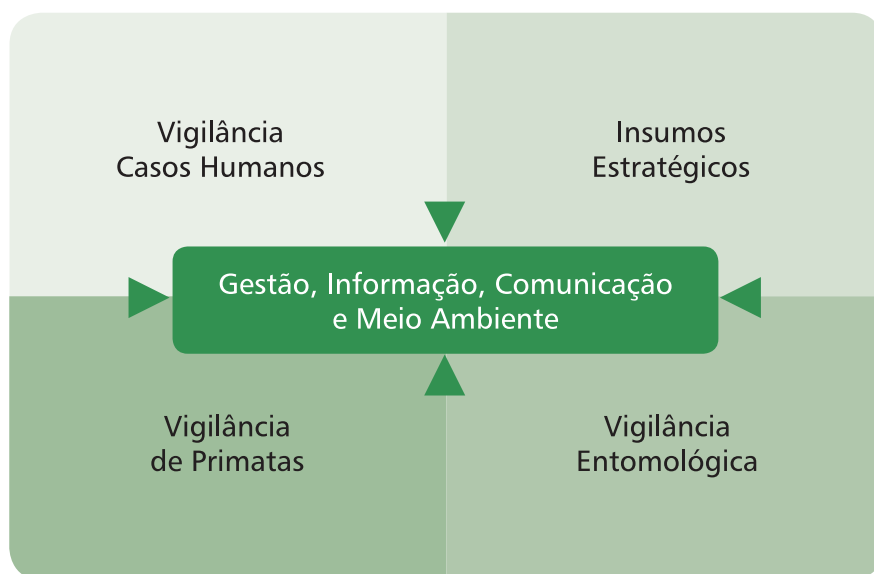 Vigilância
Casos Humanos
Insumos
Estratégicos
Gestão, Informação, Comunicação
e Meio Ambiente
Vigilância
de Primatas
Vigilância
Entomológica